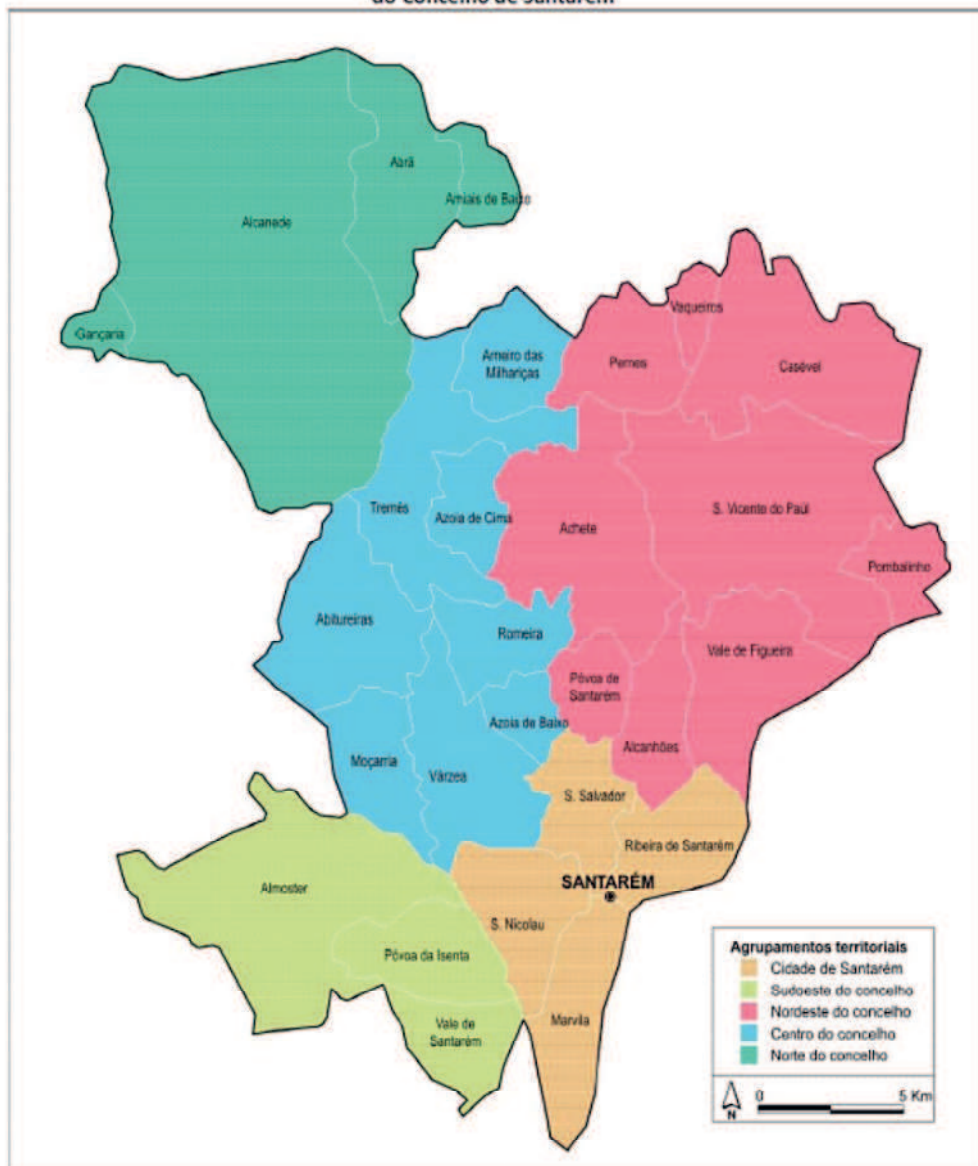 do Concelho de Santarém
Abrã
Amiais de Baixo
Alcanede
Gançaria
Vaqueiros
Arneiro das
Milhariças
Pernes
Casével
Tremês
Azoia de Cima
Achete
S. Vicente do Paúl
Pombalinho
Abitureiras
Romeira
Vale de Figueira
Póvoa de
Santarém
Azoia de Baixo
Alcanhões
Moçarria
Várzea
S. Salvador
Ribeira de Santarém
SANTARÉM
Almoster
S. Nicolau
Póvoa da Isenta
Marvila
Vale de
Santarém
Agrupamentos territoriais
Cidade de Santarém
Sudoeste do concelho
Nordeste do concelho
Centro do concelho
Norte do concelho
N
0 5 Km